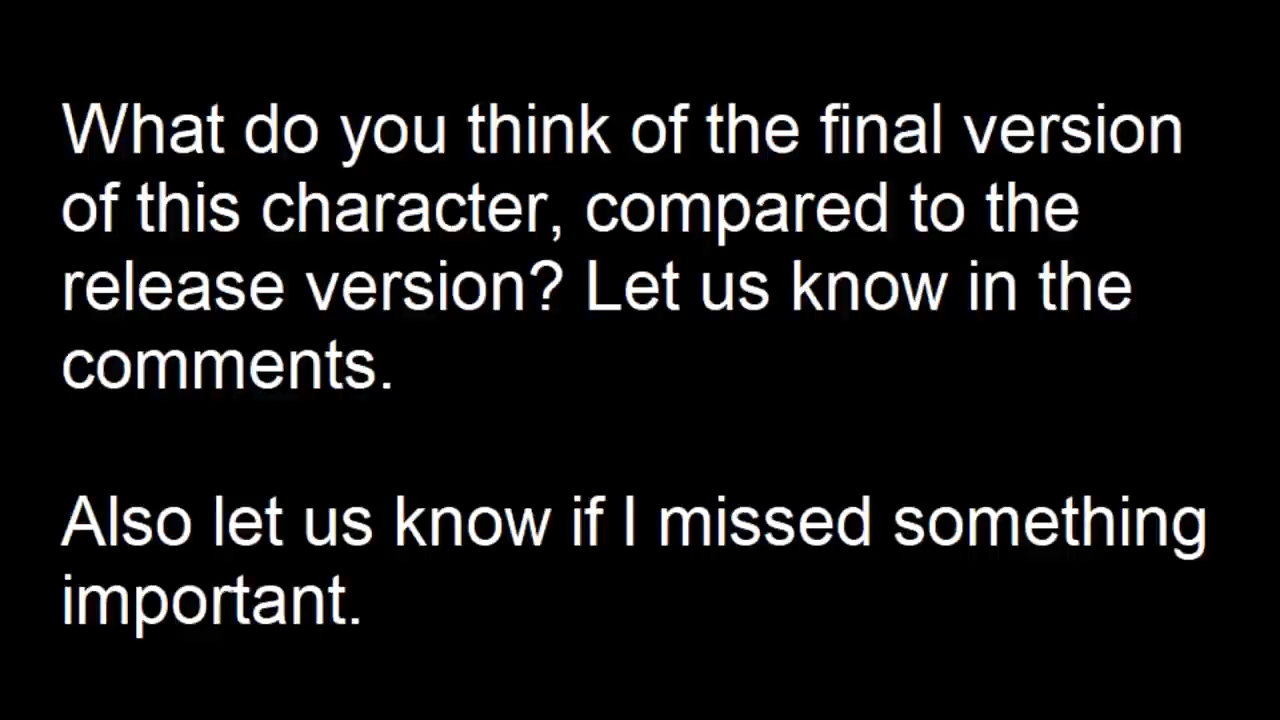 What do you think of the final version
of this character, compared to the
release version? Let us know in the
comments.
Also let us know if I missed something
important.